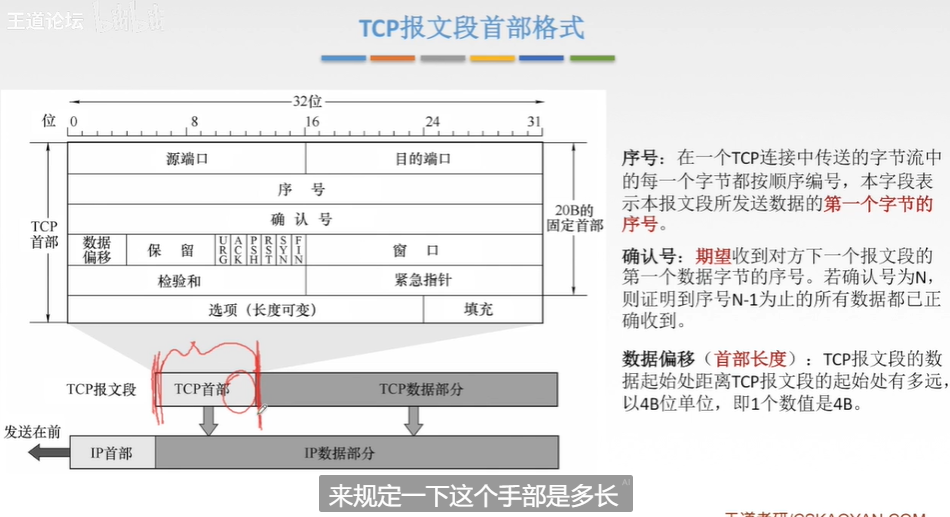 王道论坛
TCP报文段首部格式
32位
位 0 8 16 24 31
源端口 目的端口
序 号
TCP
首部
确认号
20B的
固定首部
数据
偏移
保 留
URG
ACK
PSH
RST
SYN
FIN
窗 口
检验和 紧急指针
选项（长度可变） 填充
TCP报文段 TCP首部 TCP数据部分
发送在前
IP首部 IP数据部分
序号：在一个TCP连接中传送的字节流中
的每一个字节都按顺序编号，本字段表
示本报文段所发送数据的第一个字节的
序号。
确认号：期望收到对方下一个报文段的
第一个数据字节的序号。若确认号为N，
则证明到序号N-1为止的所有数据都已正
确收到。
数据偏移（首部长度）：TCP报文段的数
据起始处距离TCP报文段的起始处有多远，
以4B位单位，即1个数值是4B。
来规定一下这个手部是多长
AI